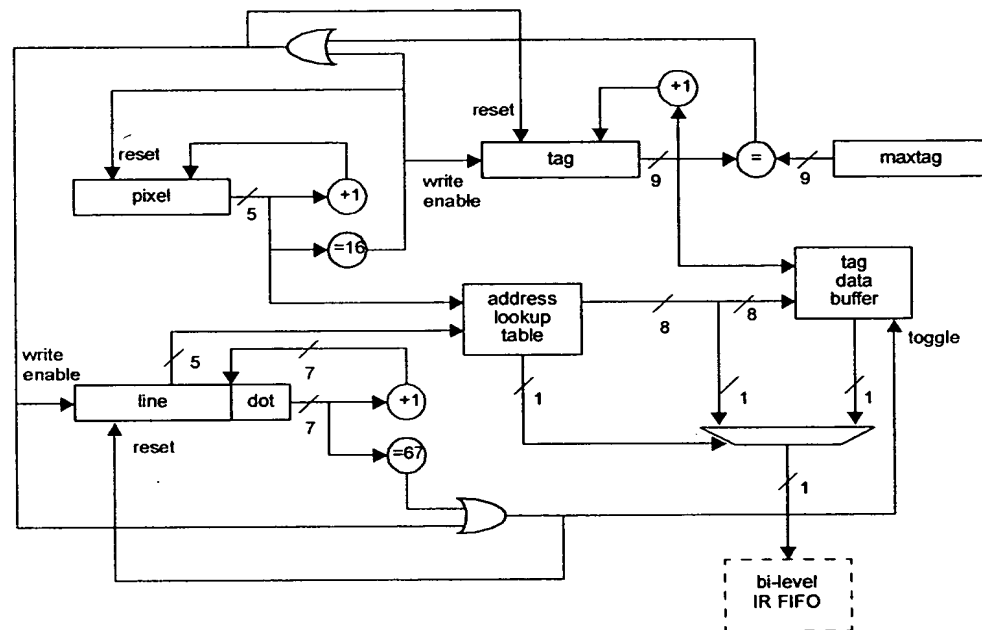 reset
+1
reset
tag
=
maxtag
9
9
write
enable
pixel
5
+1
=16
address
lookup
table
8
8
tag
data
buffer
toggle
write
enable
5
7
line
dot
7
+1
1
1
1
reset
=67
1
bi-level
IR FIFO